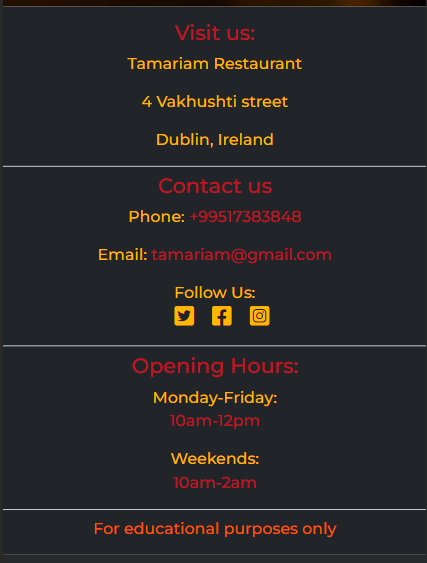 Visit us:
Tamariam Restaurant
4 Vakhushti street
Dublin, Ireland
Contact us
Phone: +99517383848
Email: tamariam@gmail.com
Follow Us:
Opening Hours:
Monday-Friday:
10am-12pm
Weekends:
10am-2am
For educational purposes only